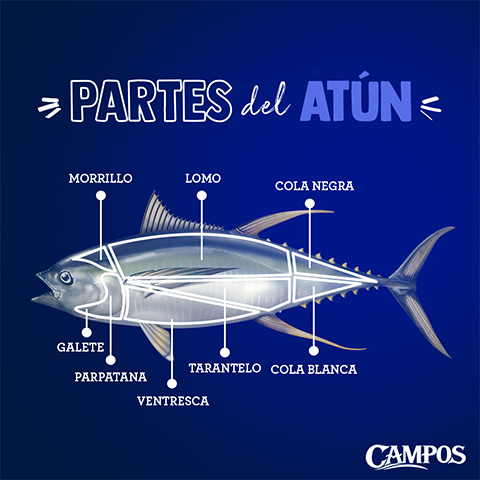 PARTES del ATÚN
MORRILLO
LOMO
COLA NEGRA
GALETE
PARPATANA
VENTRESCA
TARANTELO
COLA BLANCA
CAMPOS